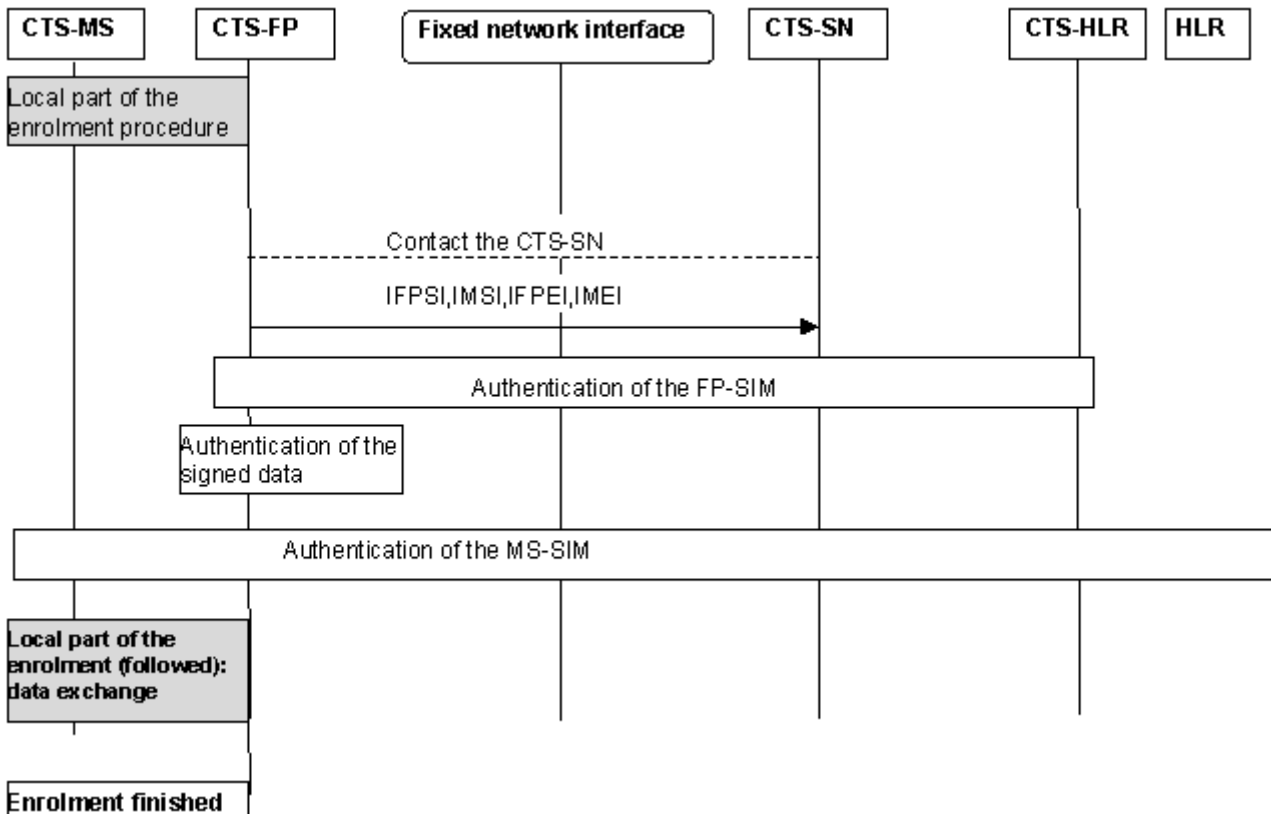 CTS-MS
CTS-FP
Fixed network interface
CTS-SN
CTS-HLR
HLR
Local part of the
enrolment procedure
Contact the CTS-SN
IFPSI,IMSI,IFPEI,IMEI
Authentication of the FP-SIM
Authentication of the
signed data
Authentication of the MS-SIM
Local part of the
enrolment (followed):
data exchange
Enrolment finished